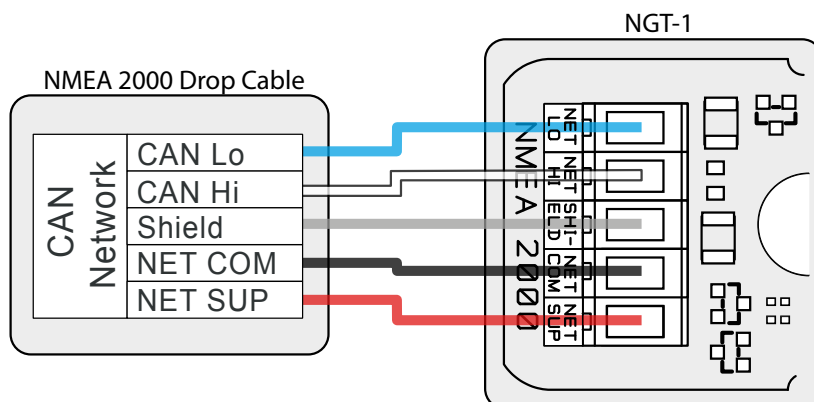 NGT-1
NMEA 2000 Drop Cable
CAN
Network
CAN Lo
CAN Hi
Shield
NET COM
NET SUP
NMEA 2000
NET
LO
NET
HI
SHI-
ELD
NET
COM
NET
SUP